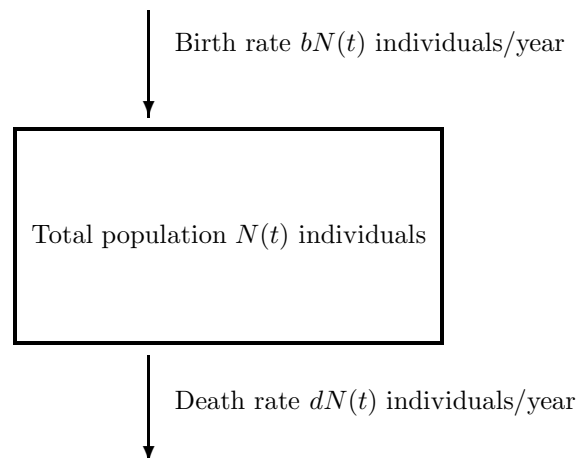 Birth rate bN(t) individuals/year
Total population N(t) individuals
Death rate dN(t) individuals/year